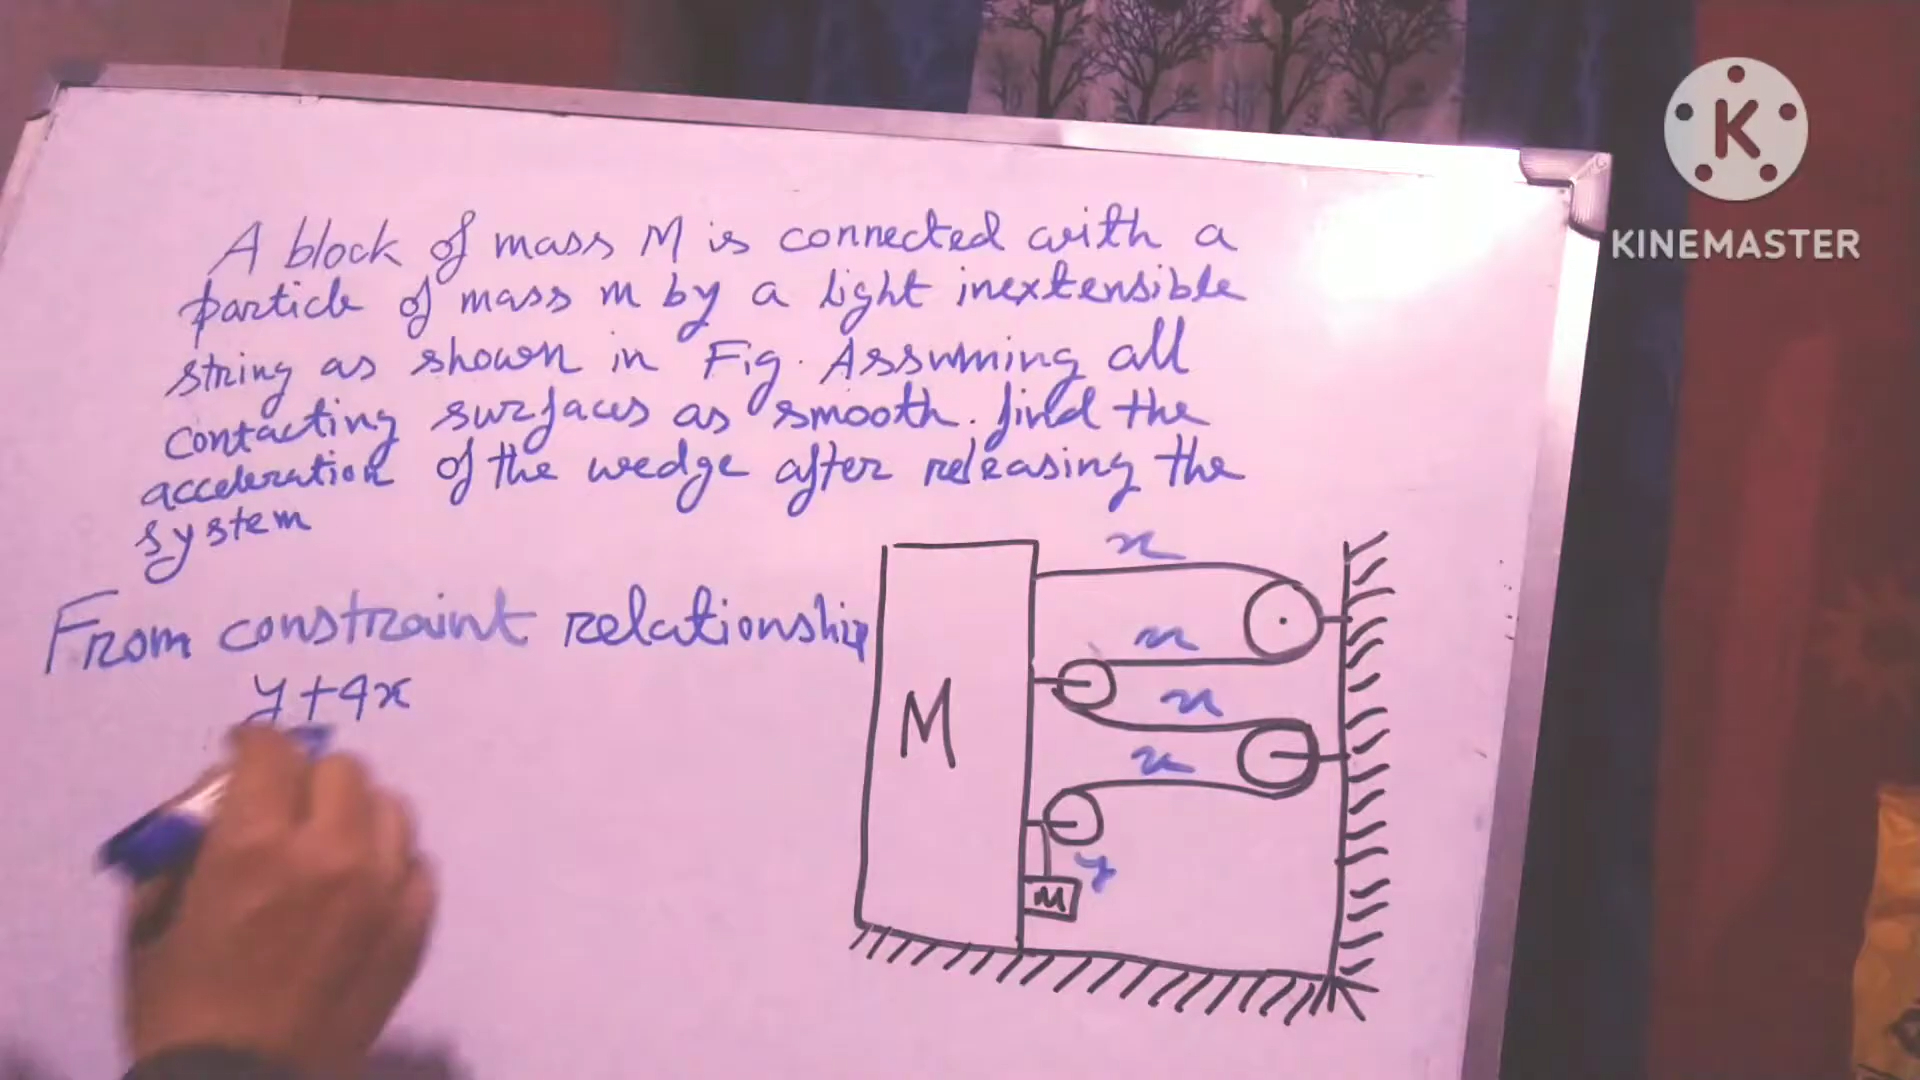 A block of mass M is connected with a
particle of mass m by a light inextensible
string as shown in Fig. Assuming all
contacting surfaces as smooth. find the
acceleration of the wedge after releasing the
system
From constraint relationship
y+4x
x
x
x
x
M
y
M
K
KINEMASTER